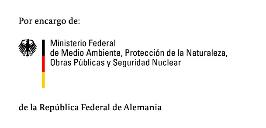 Por encargo de:
Ministerio Federal
de Medio Ambiente, Protección de la Naturaleza,
Obras Públicas y Seguridad Nuclear
de la República Federal de Alemania